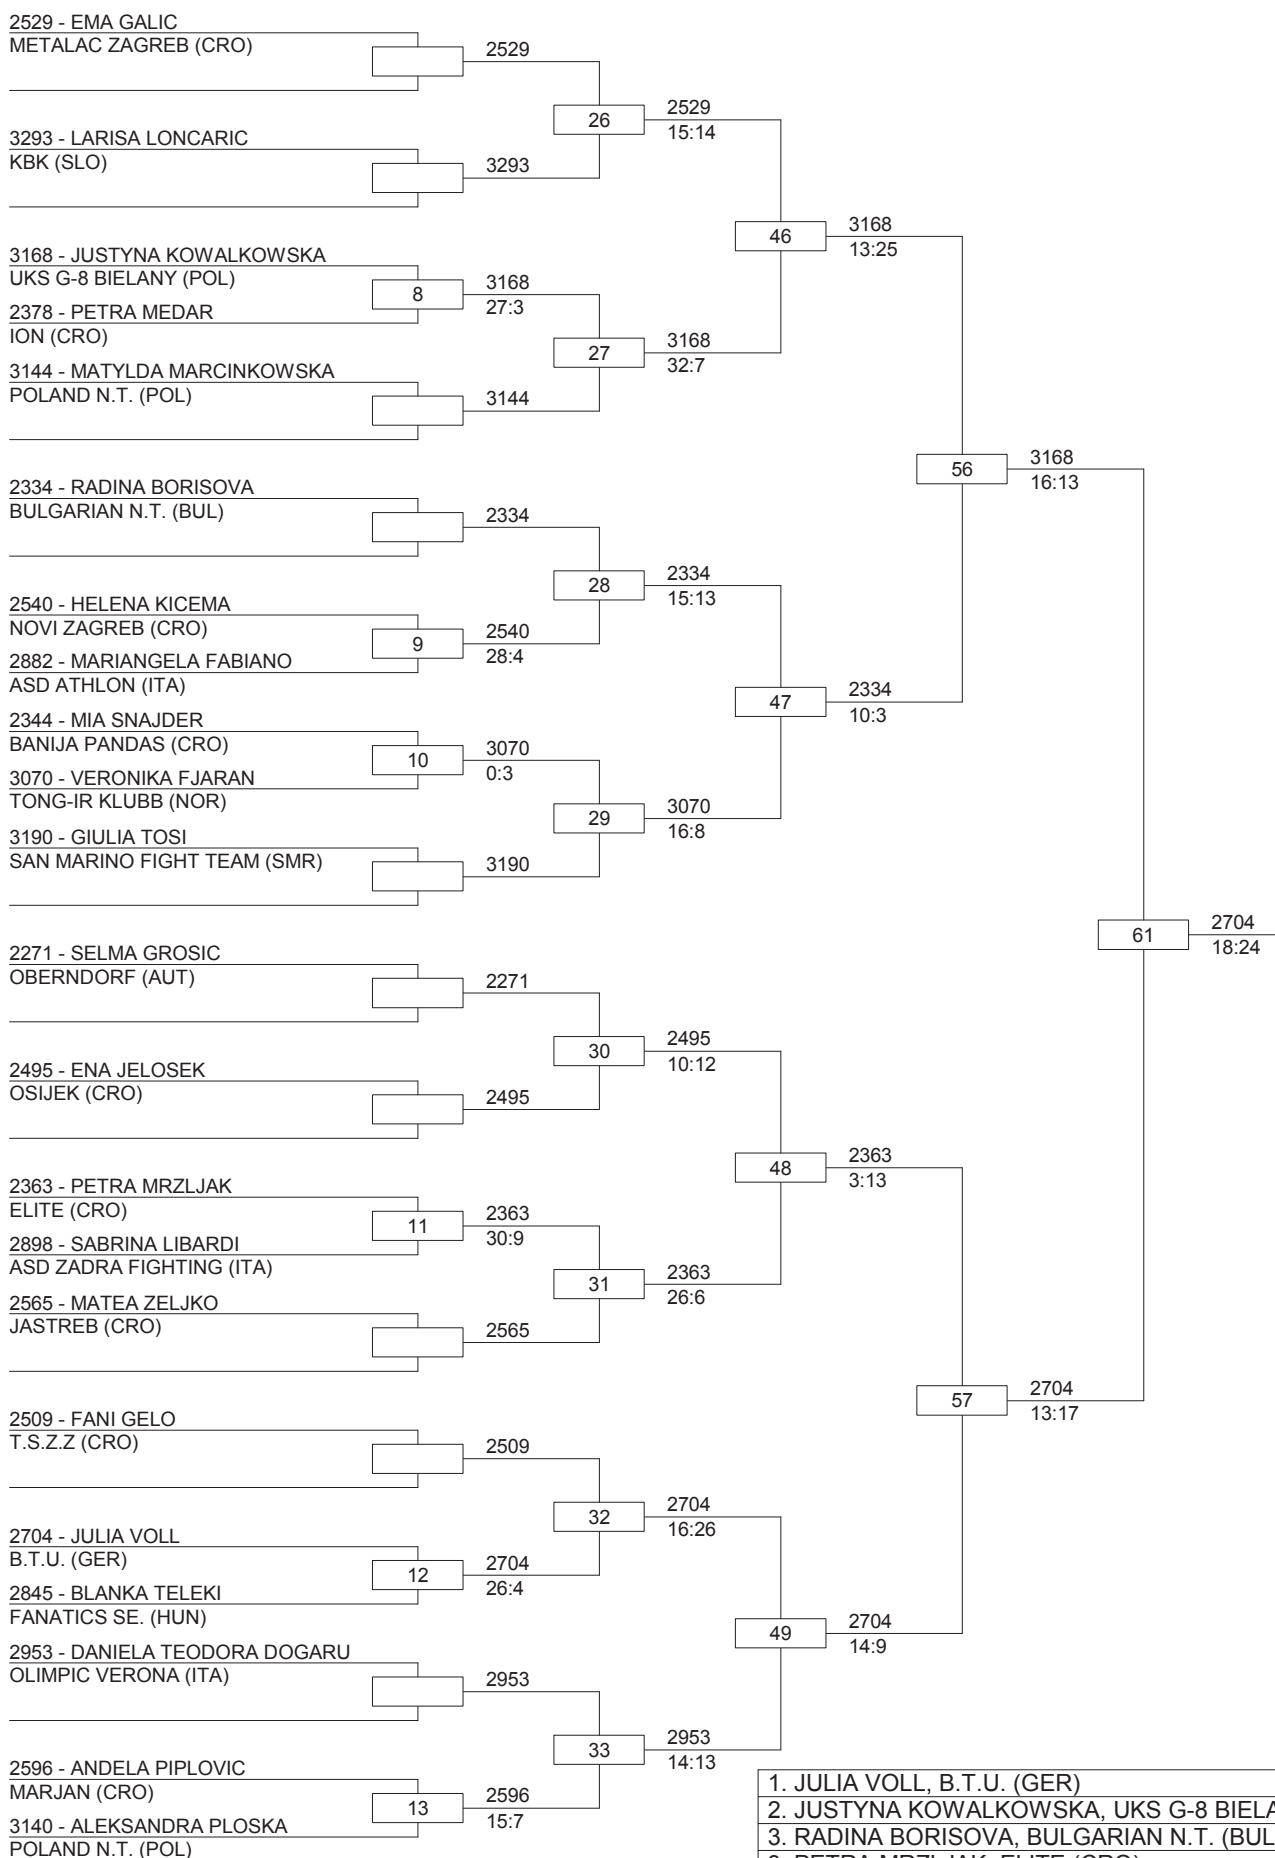 2529 - EMA GALIC
METALAC ZAGREB (CRO)
2529
26
2529
15:14
3293 - LARISA LONCARIC
KBK (SLO)
3293
46
3168
13:25
3168 - JUSTYNA KOWALKOWSKA
UKS G-8 BIELANY (POL)
8
3168
27:3
2378 - PETRA MEDAR
ION (CRO)
27
3168
32:7
3144 - MATYLDA MARCINKOWSKA
POLAND N.T. (POL)
3144
56
3168
16:13
2334 - RADINA BORISOVA
BULGARIAN N.T. (BUL)
2334
28
2334
15:13
2540 - HELENA KICEMA
NOVI ZAGREB (CRO)
9
2540
28:4
2882 - MARIANGELA FABIANO
ASD ATHLON (ITA)
47
2334
10:3
2344 - MIA SNAJDER
BANIJA PANDAS (CRO)
10
3070
0:3
3070 - VERONIKA FJARAN
TONG-IR KLUBB (NOR)
29
3070
16:8
3190 - GIULIA TOSI
SAN MARINO FIGHT TEAM (SMR)
3190
61
2704
18:24
2271 - SELMA GROSIC
OBERNDORF (AUT)
2271
30
2495
10:12
2495 - ENA JELOSEK
OSIJEK (CRO)
2495
48
2363
3:13
2363 - PETRA MRZLJAK
ELITE (CRO)
11
2363
30:9
2898 - SABRINA LIBARDI
ASD ZADRA FIGHTING (ITA)
31
2363
26:6
2565 - MATEA ZELJKO
JASTREB (CRO)
2565
57
2704
13:17
2509 - FANI GELO
T.S.Z.Z (CRO)
2509
32
2704
16:26
2704 - JULIA VOLL
B.T.U. (GER)
12
2704
26:4
2845 - BLANKA TELEKI
FANATICS SE. (HUN)
49
2704
14:9
2953 - DANIELA TEODORA DOGARU
OLIMPIC VERONA (ITA)
2953
33
2953
14:13
2596 - ANDELA PIPLOVIC
MARJAN (CRO)
13
2596
15:7
3140 - ALEKSANDRA PLOSKA
POLAND N.T. (POL)
1. JULIA VOLL, B.T.U. (GER)
2. JUSTYNA KOWALKOWSKA, UKS G-8 BIELA
3. RADINA BORISOVA, BULGARIAN N.T. (BUL
PETRA MRZLJAK, ELITE (CRO)